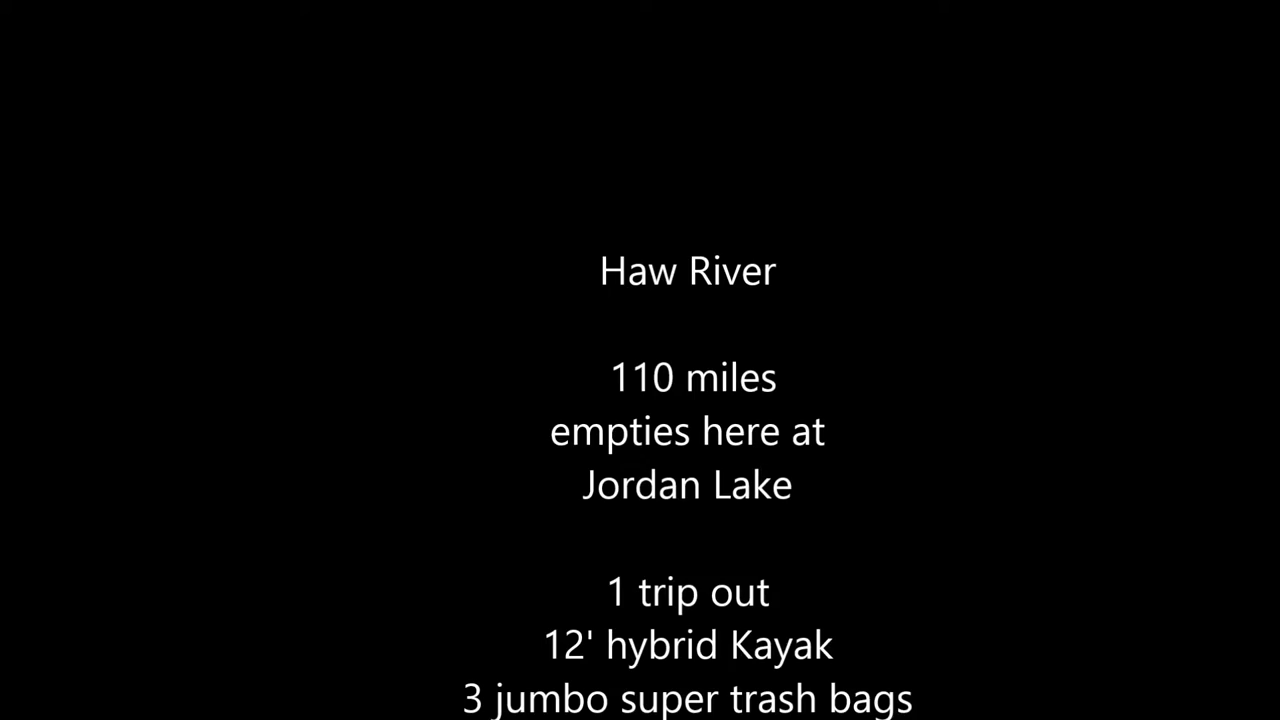 Haw River
110 miles
empties here at
Jordan Lake
1 trip out
12' hybrid Kayak
3 jumbo super trash bags